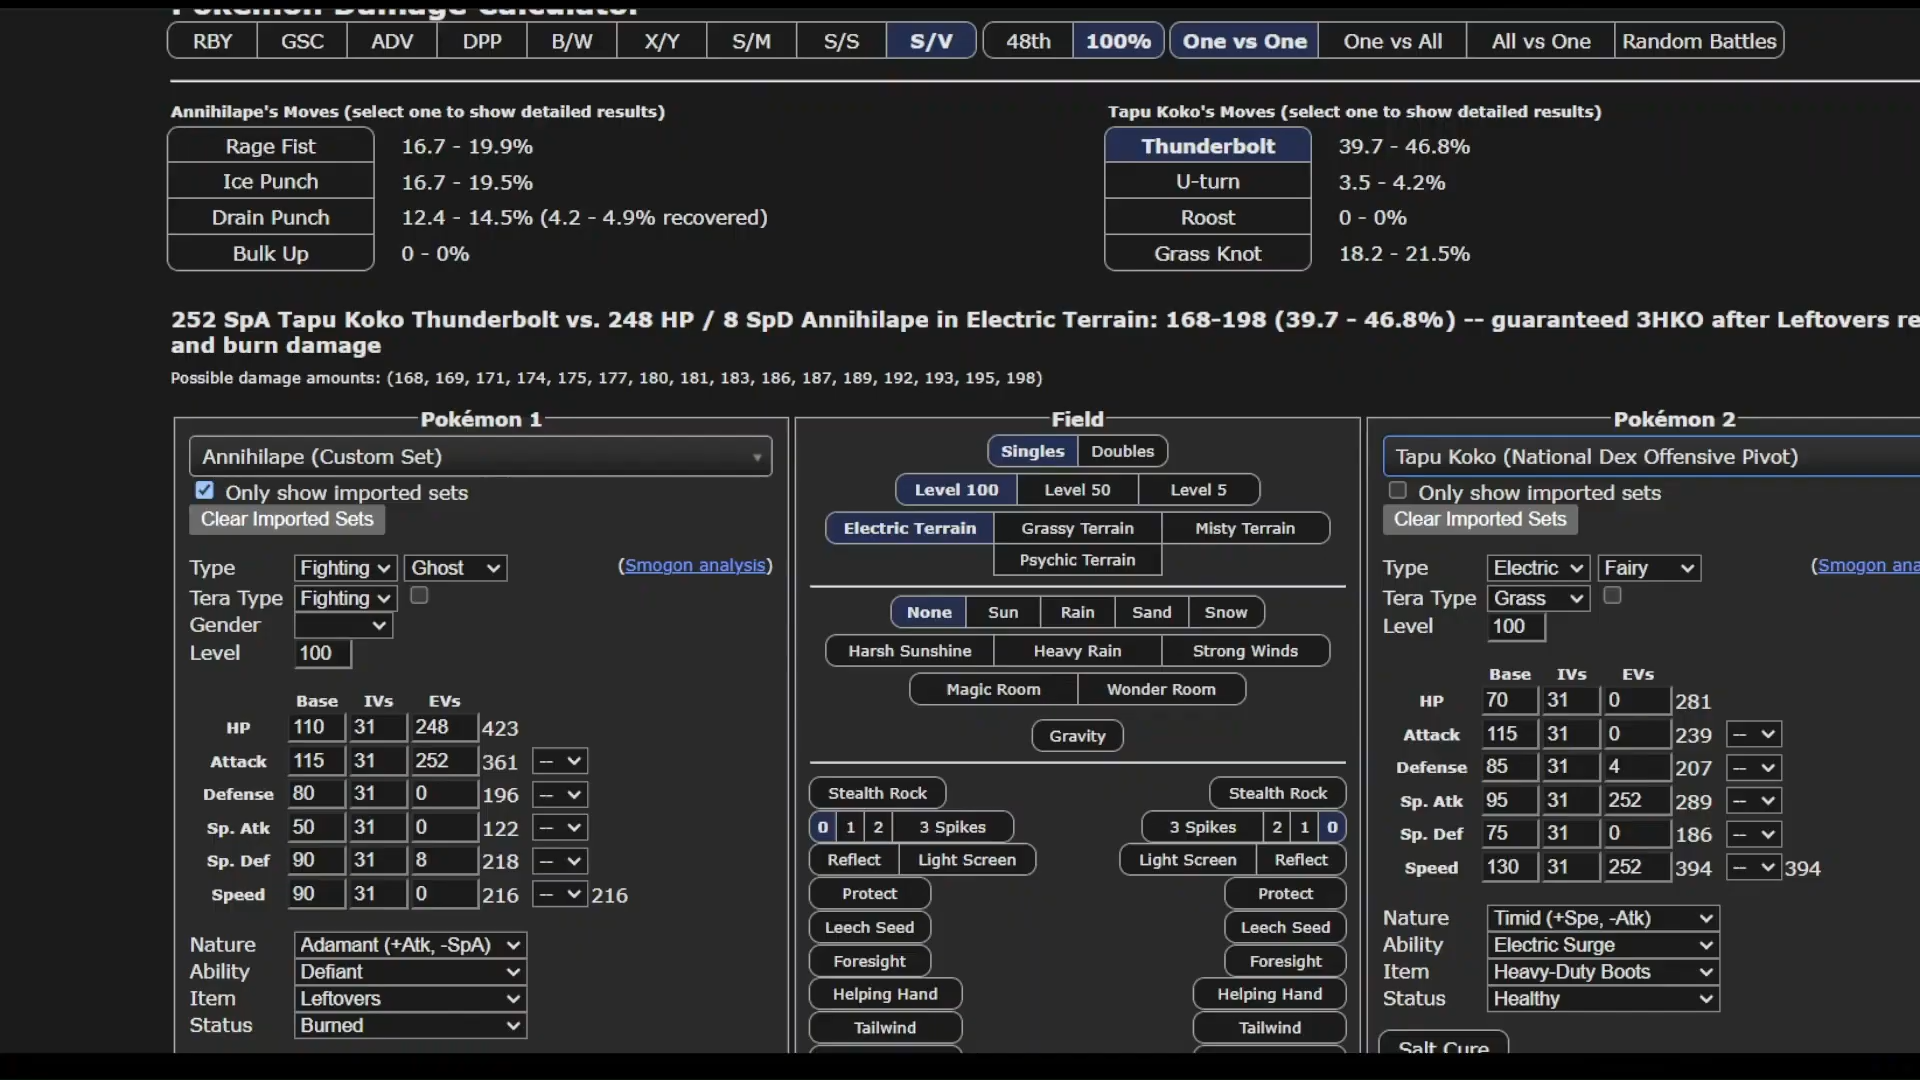 Pokémon Damage Calculator
RBY GSC ADV DPP B/W X/Y S/M S/S S/V 48th 100% One vs One One vs All All vs One Random Battles
Annihilape's Moves (select one to show detailed results) Tapu Koko's Moves (select one to show detailed results)
Rage Fist 16.7 - 19.9% Thunderbolt 39.7 - 46.8%
Ice Punch 16.7 - 19.5% U-turn 3.5 - 4.2%
Drain Punch 12.4 - 14.5% (4.2 - 4.9% recovered) Roost 0 - 0%
Bulk Up 0 - 0% Grass Knot 18.2 - 21.5%
252 SpA Tapu Koko Thunderbolt vs. 248 HP / 8 SpD Annihilape in Electric Terrain: 168-198 (39.7 - 46.8%) -- guaranteed 3HKO after Leftovers re
and burn damage
Possible damage amounts: (168, 169, 171, 174, 175, 177, 180, 181, 183, 186, 187, 189, 192, 193, 195, 198)
Pokémon 1 Field Pokémon 2
Annihilape (Custom Set) Singles Doubles Tapu Koko (National Dex Offensive Pivot)
Only show imported sets Level 100 Level 50 Level 5 Only show imported sets
Clear Imported Sets Electric Terrain Grassy Terrain Misty Terrain Clear Imported Sets
Psychic Terrain
Type Fighting Ghost (Smogon analysis) Type Electric Fairy (Smogon ana
Tera Type Fighting None Sun Rain Sand Snow Tera Type Grass
Gender Level 100
Level 100 Harsh Sunshine Heavy Rain Strong Winds
Base IVs EVs Magic Room Wonder Room Base IVs EVs
HP 110 31 248 423 HP 70 31 0 281
Attack 115 31 252 361 -- Gravity Attack 115 31 0 239 --
Defense 80 31 0 196 -- Stealth Rock Stealth Rock Defense 85 31 4 207 --
Sp. Atk 50 31 0 122 -- 0 1 2 3 Spikes 3 Spikes 2 1 0 Sp. Atk 95 31 252 289 --
Sp. Def 90 31 8 218 -- Reflect Light Screen Light Screen Reflect Sp. Def 75 31 0 186 --
Speed 90 31 0 216 -- 216 Protect Protect Speed 130 31 252 394 -- 394
Leech Seed Leech Seed
Nature Adamant (+Atk, -SpA) Foresight Foresight Nature Timid (+Spe, -Atk)
Ability Defiant Ability Electric Surge
Item Leftovers Helping Hand Helping Hand Item Heavy-Duty Boots
Status Burned Tailwind Tailwind Status Healthy
Salt Cure